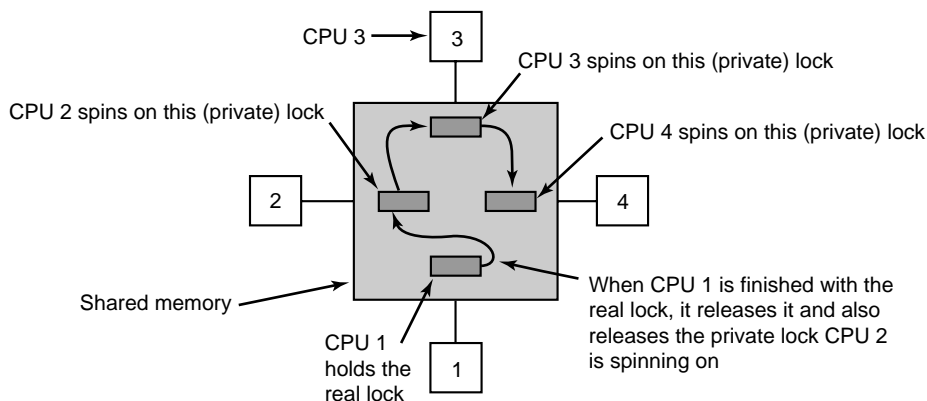 CPU 3
3
CPU 3 spins on this (private) lock
CPU 2 spins on this (private) lock
CPU 4 spins on this (private) lock
2
4
Shared memory
When CPU 1 is finished with the
real lock, it releases it and also
releases the private lock CPU 2
is spinning on
CPU 1
holds the
real lock
1